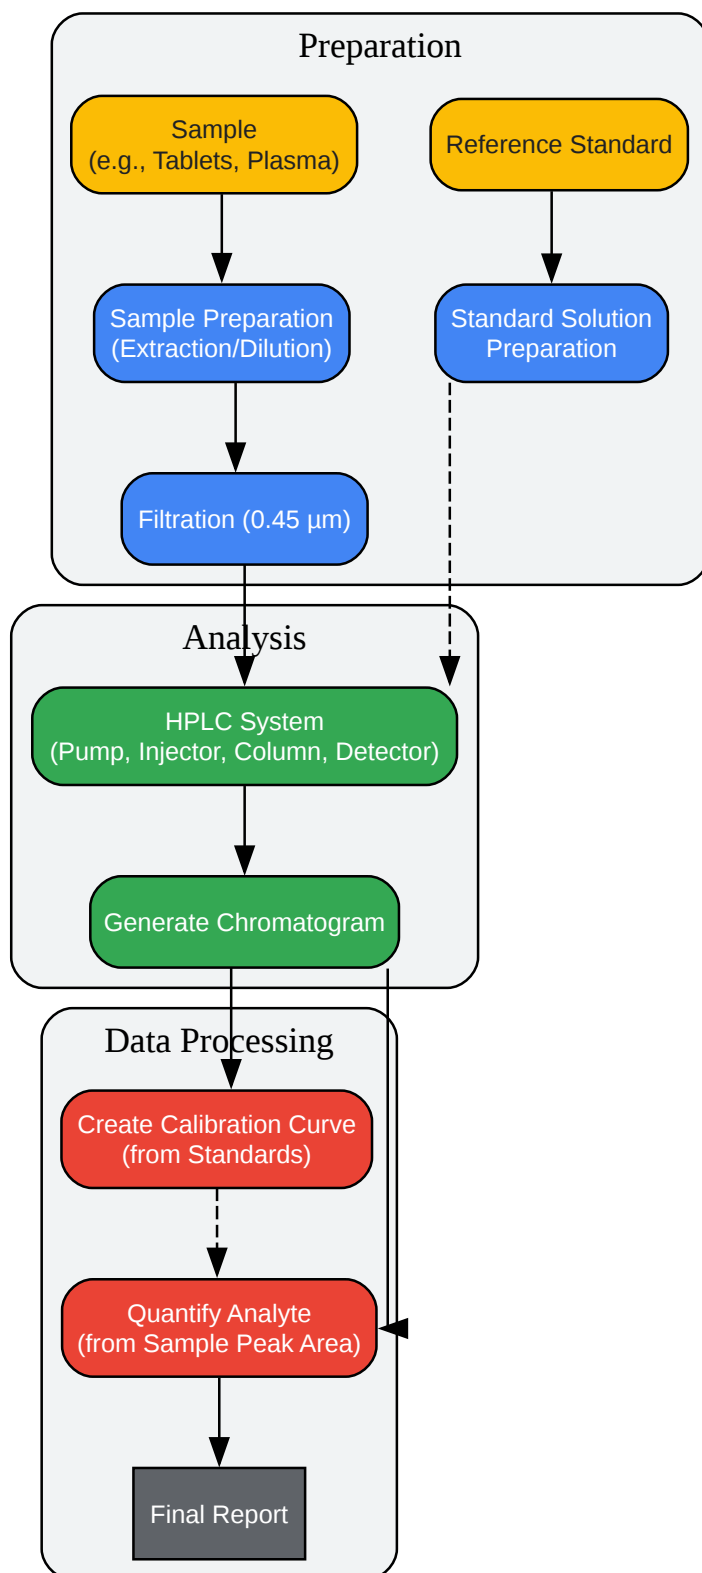 Preparation
Sample
(e.g., Tablets, Plasma)
Reference Standard
Sample Preparation
(Extraction/Dilution)
Standard Solution
Preparation
Filtration (0.45 µm)
Analysis
HPLC System
(Pump, Injector, Column, Detector)
Generate Chromatogram
Data Processing
Create Calibration Curve
(from Standards)
Quantify Analyte
(from Sample Peak Area)
Final Report